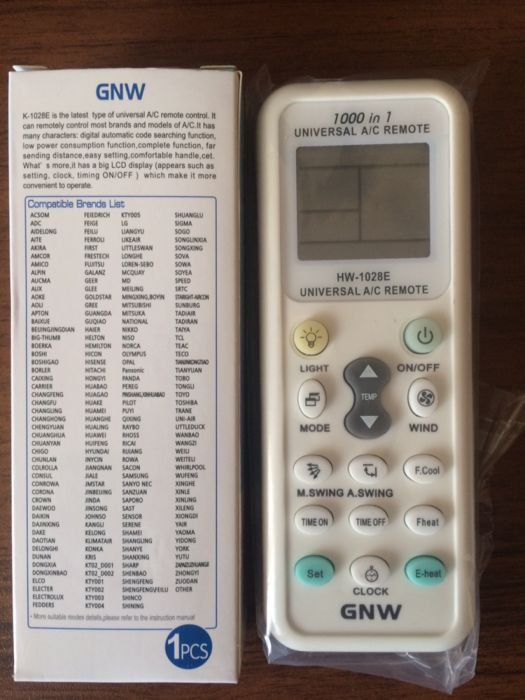 GNW
K-1028E is the latest type of universal A/C remote control. It
can remotely control most brands and models of A/C.It has
many characters: digital automatic code searching function,
low power consumption function,complete function, far
sending distance,easy setting,comfortable handle,cet.
What' s more,it has a big LCD display (appears such as
setting, clock, timing ON/OFF ) which make it more
convenient to operate.
Compatible Brands List
ACSOM FEIEDRICH KTY005 SHUANGLU
ADC FEIGE LG SIGMA
AIDELONG FEILU LIANGYU SOGO
AITE FERROLI LIKEAIR SONGLINXIA
AKIRA FIRST LITTLESWAN SONGXING
AMCOR FRESTECH LONGHE SOVA
AMICO FUJITSU LOREN-SEBO SOWA
ALPIN GALANZ MCQUAY SOYEA
AUCMA GEER MD SPEED
AUX GLEE MEILING SRTC
AOKE GOLDSTAR MINGXING,BOYIN STARIGHT-AIRCON
AOLI GREE MITSUBISHI SUNBURG
APTON GUANGDA MITSUKA TADIAIR
BAIXUE GUQIAO NATIONAL TADIRAN
BEIJINGJINGDIAN HAIER NIKKO TAIYA
BIG-THUMB HELTON NISO TCL
BOERKA HEMILTON NORCA TEAC
BOSHI HICON OLYMPUS TECO
BOSHIGAO HISENSE OPAL
BORLER HITACHI Panasonic TIANYUAN
CAIXING HONGYI PANDA TOBO
CARRIER HUABAO PEREG TONGLI
CHANGFENG HUAGAO TOYO
CHANGFU HUAKE PILOT TOSHIBA
CHANGLING HUAMEI PUYI TRANE
CHANGHONG HUANGHE QIXING UNI-AIR
CHENGYUAN HUALING RAYBO LITTLEDUCK
CHUANGHUA HUAWEI RHOSS WANBAO
CHUANYAN HUIFENG RICAI WANGZI
CHIGO HYUNDAI RUIANG WEILI
CHUNLAN INYCIN ROWA WEITELI
COLROLLA JIANGNAN SACON WHIRLPOOL
CONSUL JIALE SAMSUNG WUFENG
CONROWA JMSTAR SANYO NEC XINGHE
CORONA JINBEIJING SANZUAN XINLE
CROWN JINDA SAPORO XINLING
DAEWOO JINSONG SAST XILENG
DAIKIN JOHNSO SENSOR XIONGDI
DAJINXING KANGLI SERENE YAIR
DAKE KELONG SHAMEI YAOMA
DAOTIAN KLIMATAIR SHANGLING YIDONG
DELONGHI KONKA SHANYE YORK
DUNAN KRIS SHANXING YUTU
DONGXIA KT02_D001 SHARP
DONGXINBAO KT02_D002 SHENBAO ZHONGYI
ELCO KTY001 SHENGFENG ZUODAN
ELECTER KTY002 SHENGFENG/FEILU OTHER
ELECTROLUX KTY003 SHINCO
FEDDERS KTY004 SHINING
• More suitable modes details,please refer to the instruction manual
1PCS
1000 in 1
UNIVERSAL A/C REMOTE
HW-1028E
UNIVERSAL A/C REMOTE
LIGHT ON/OFF
TEMP
MODE WIND
F.Cool
M.SWING A.SWING
TIME ON TIME OFF Fheat
Set E-heat
CLOCK
GNW